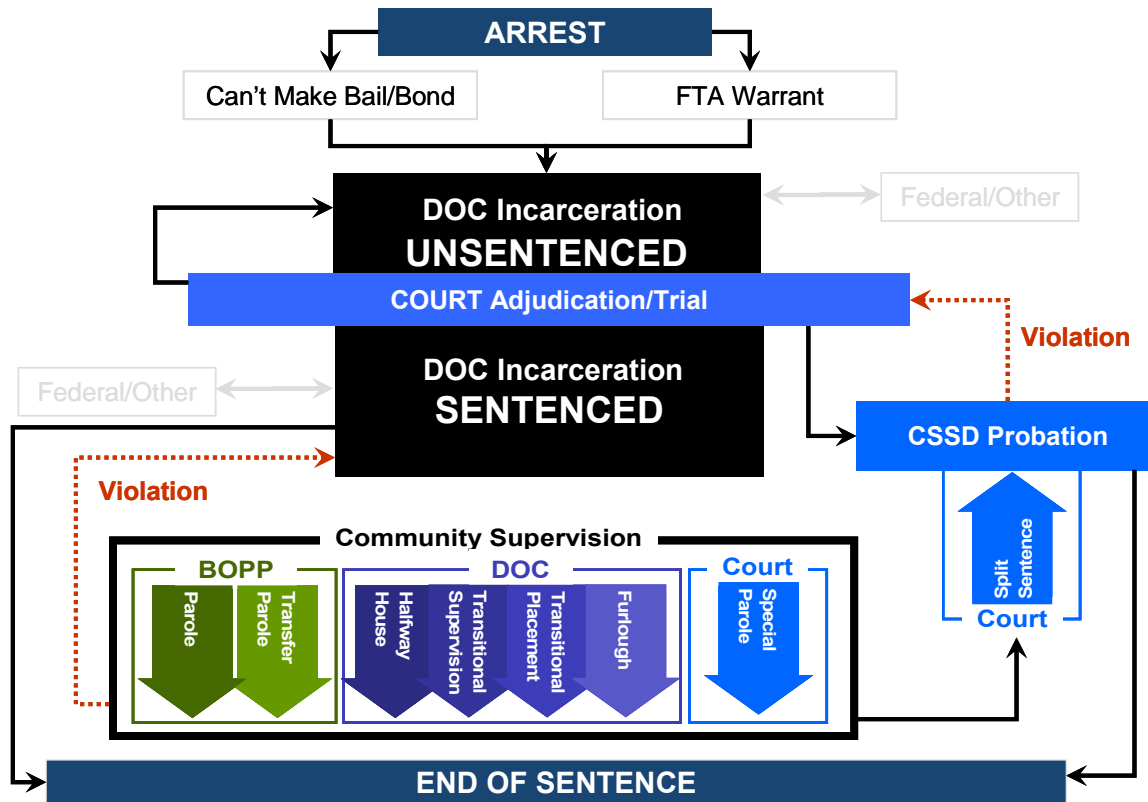 ARREST
Can't Make Bail/Bond
FTA Warrant
DOC Incarceration
UNSENTENCED
Federal/Other
COURT Adjudication/Trial
Violation
DOC Incarceration
SENTENCED
Federal/Other
CSSD Probation
Violation
Split
Sentence
Court
Community Supervision
BOPP
DOC
Court
Parole
Transfer
Parole
Halfway
House
Transitional
Supervision
Transitional
Placement
Furlough
Special
Parole
END OF SENTENCE